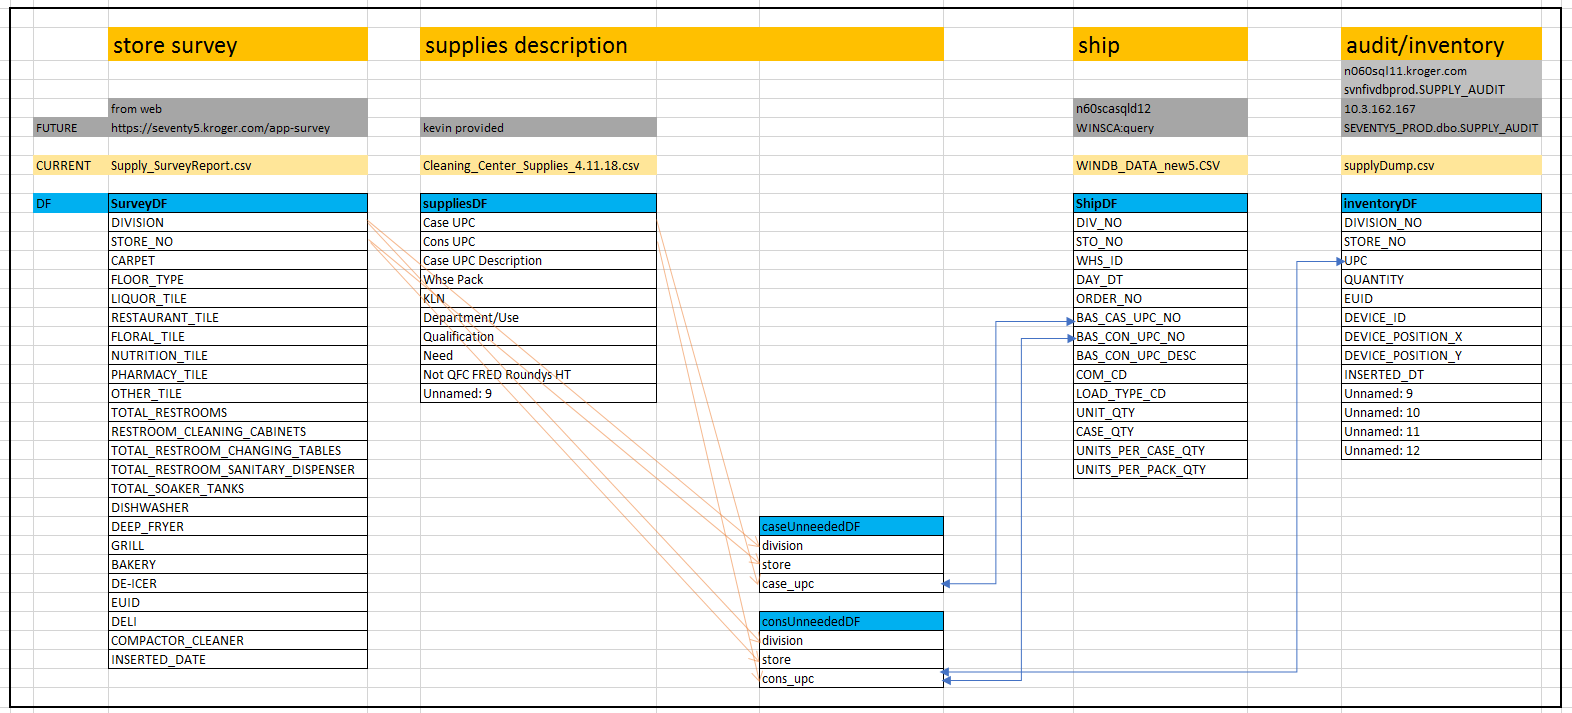 store survey
supplies description
ship
audit/inventory
n060sql11.kroger.com
svnfivdbprod.SUPPLY_AUDIT
from web
n60scasqld12
10.3.162.167
FUTURE
https://seventy5.kroger.com/app-survey
kevin provided
WINSCA:query
SEVENTY5_PROD.dbo.SUPPLY_AUDIT
CURRENT
Supply_SurveyReport.csv
Cleaning_Center_Supplies_4.11.18.csv
WINDB_DATA_new5.CSV
supplyDump.csv
DF
SurveyDF
DIVISION
STORE_NO
CARPET
FLOOR_TYPE
LIQUOR_TILE
RESTAURANT_TILE
FLORAL_TILE
NUTRITION_TILE
PHARMACY_TILE
OTHER_TILE
TOTAL_RESTROOMS
RESTROOM_CLEANING_CABINETS
TOTAL_RESTROOM_CHANGING_TABLES
TOTAL_RESTROOM_SANITARY_DISPENSER
TOTAL_SOAKER_TANKS
DISHWASHER
DEEP_FRYER
GRILL
BAKERY
DE-ICER
EUID
DELI
COMPACTOR_CLEANER
INSERTED_DATE
suppliesDF
Case UPC
Cons UPC
Case UPC Description
Whse Pack
KLN
Department/Use
Qualification
Need
Not QFC FRED Roundys HT
Unnamed: 9
caseUnneededDF
division
store
case_upc
consUnneededDF
division
store
cons_upc
ShipDF
DIV_NO
STO_NO
WHS_ID
DAY_DT
ORDER_NO
BAS_CAS_UPC_NO
BAS_CON_UPC_NO
BAS_CON_UPC_DESC
COM_CD
LOAD_TYPE_CD
UNIT_QTY
CASE_QTY
UNITS_PER_CASE_QTY
UNITS_PER_PACK_QTY
inventoryDF
DIVISION_NO
STORE_NO
UPC
QUANTITY
EUID
DEVICE_ID
DEVICE_POSITION_X
DEVICE_POSITION_Y
INSERTED_DT
Unnamed: 9
Unnamed: 10
Unnamed: 11
Unnamed: 12